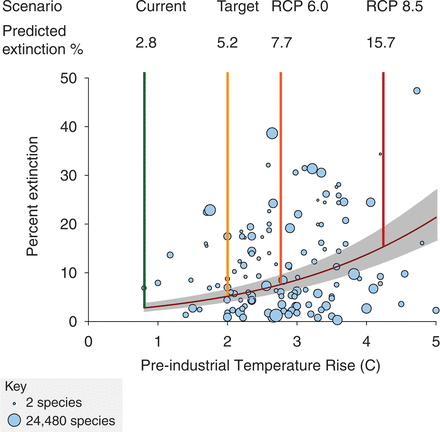 Scenario Current Target RCP 6.0 RCP 8.5
Predicted
extinction % 2.8 5.2 7.7 15.7
50
40
30
20
10
0
Percent extinction
0 1 2 3 4 5
Pre-industrial Temperature Rise (C)
Key
2 species
24,480 species